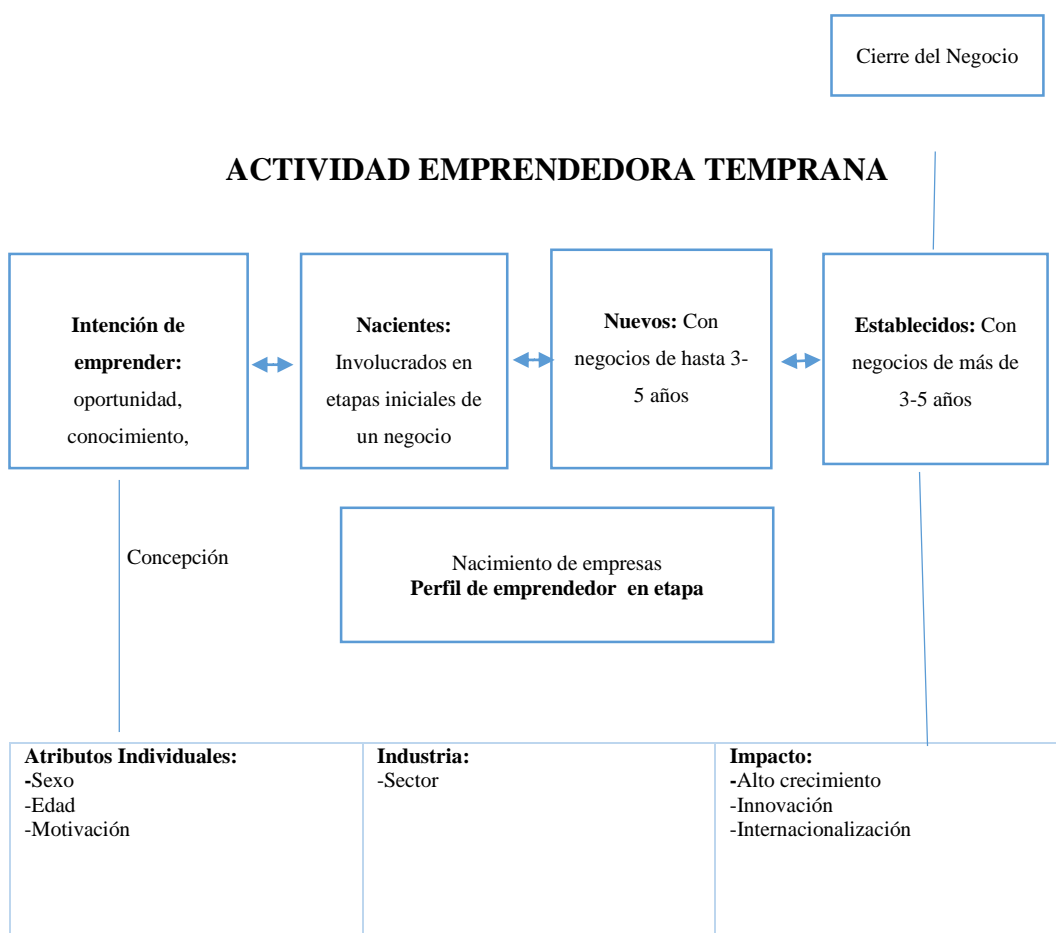 Cierre del Negocio
ACTIVIDAD EMPRENDEDORA TEMPRANA
Intención de
emprender:
oportunidad,
conocimiento,
Nacientes:
Involucrados en
etapas iniciales de
un negocio
Nuevos: Con
negocios de hasta 3-
5 años
Establecidos: Con
negocios de más de
3-5 años
Concepción
Nacimiento de empresas
Perfil de emprendedor en etapa
Atributos Individuales:
-Sexo
-Edad
-Motivación
Industria:
-Sector
Impacto:
-Alto crecimiento
-Innovación
-Internacionalización